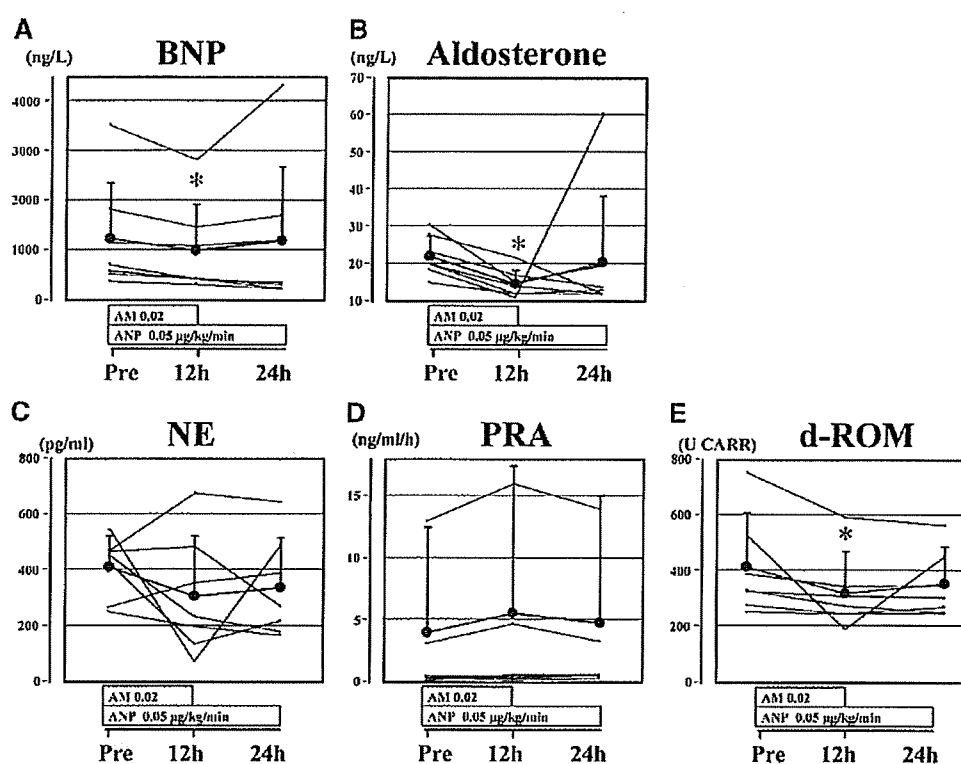 A
(ng/L)
BNP
4000
3000
2000
1000
0
*
AM 0.02
ANP 0.05 µg/kg/min
Pre 12h 24h
B
(ng/L)
Aldosterone
70
60
50
40
30
20
10
*
AM 0.02
ANP 0.05 µg/kg/min
Pre 12h 24h
C
(pg/ml)
NE
800
600
400
200
0
AM 0.02
ANP 0.05 µg/kg/min
Pre 12h 24h
D
(ng/ml/h)
PRA
15
10
5
0
AM 0.02
ANP 0.05 µg/kg/min
Pre 12h 24h
E
(U CARR)
d-ROM
800
600
400
200
0
*
AM 0.02
ANP 0.05 µg/kg/min
Pre 12h 24h